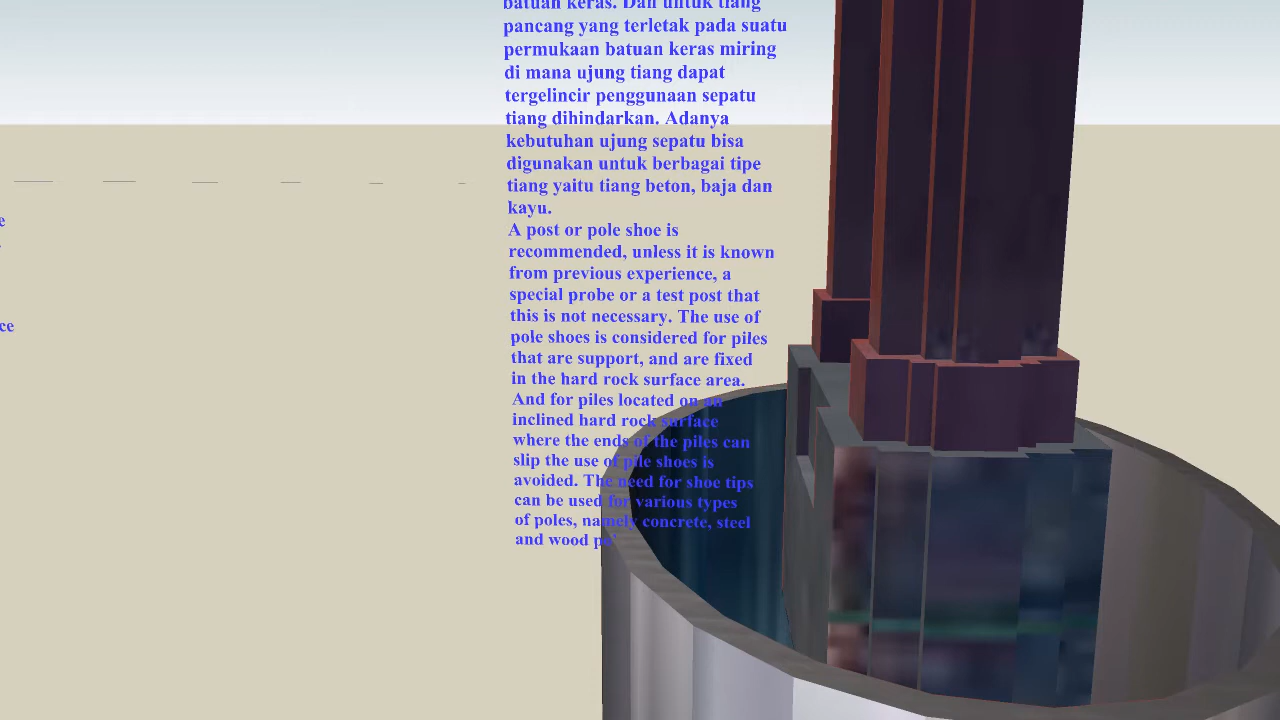 batuan keras. Dan untuk tiang
pancang yang terletak pada suatu
permukaan batuan keras miring
di mana ujung tiang dapat
tergelincir penggunaan sepatu
tiang dihindarkan. Adanya
kebutuhan ujung sepatu bisa
digunakan untuk berbagai tipe
tiang yaitu tiang beton, baja dan
kayu.
A post or pole shoe is
recommended, unless it is known
from previous experience, a
special probe or a test post that
this is not necessary. The use of
pole shoes is considered for piles
that are support, and are fixed
in the hard rock surface area.
And for piles located on an
inclined hard rock surface
where the ends of the piles can
slip the use of pile shoes is
avoided. The need for shoe tips
can be used for various types
of poles, namely concrete, steel
and wood